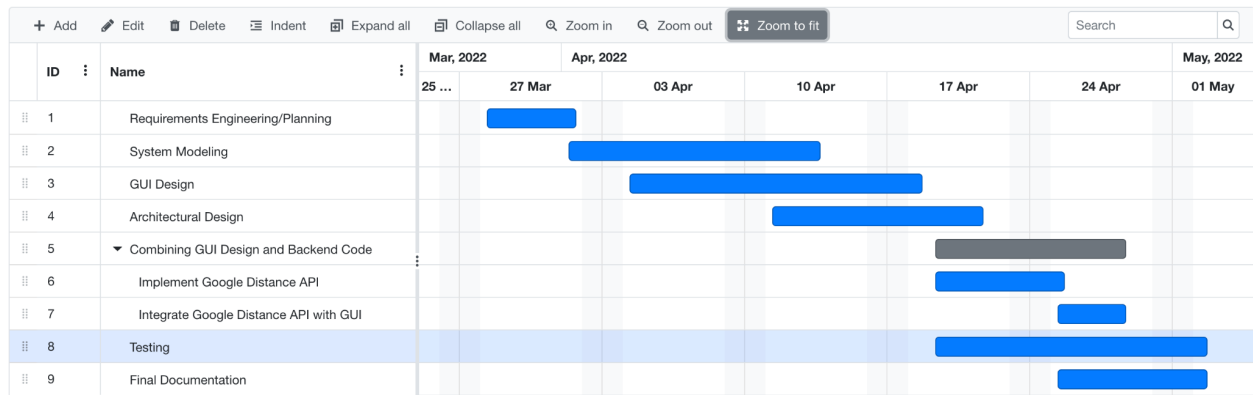 Add Edit Delete Indent Expand all Collapse all Zoom in Zoom out Zoom to fit Search
ID Name Mar, 2022 Apr, 2022 May, 2022
25 ... 27 Mar 03 Apr 10 Apr 17 Apr 24 Apr 01 May
1 Requirements Engineering/Planning
2 System Modeling
3 GUI Design
4 Architectural Design
5 Combining GUI Design and Backend Code
6 Implement Google Distance API
7 Integrate Google Distance API with GUI
8 Testing
9 Final Documentation